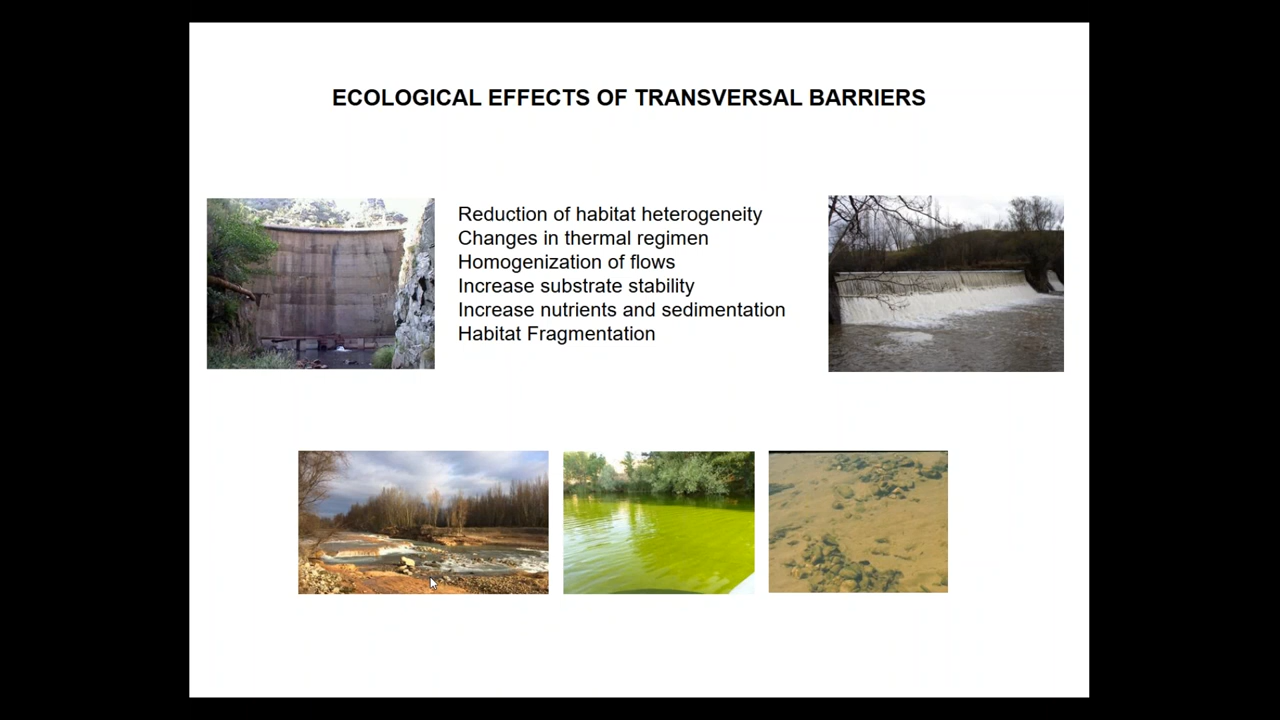 ECOLOGICAL EFFECTS OF TRANSVERSAL BARRIERS
Reduction of habitat heterogeneity
Changes in thermal regimen
Homogenization of flows
Increase substrate stability
Increase nutrients and sedimentation
Habitat Fragmentation